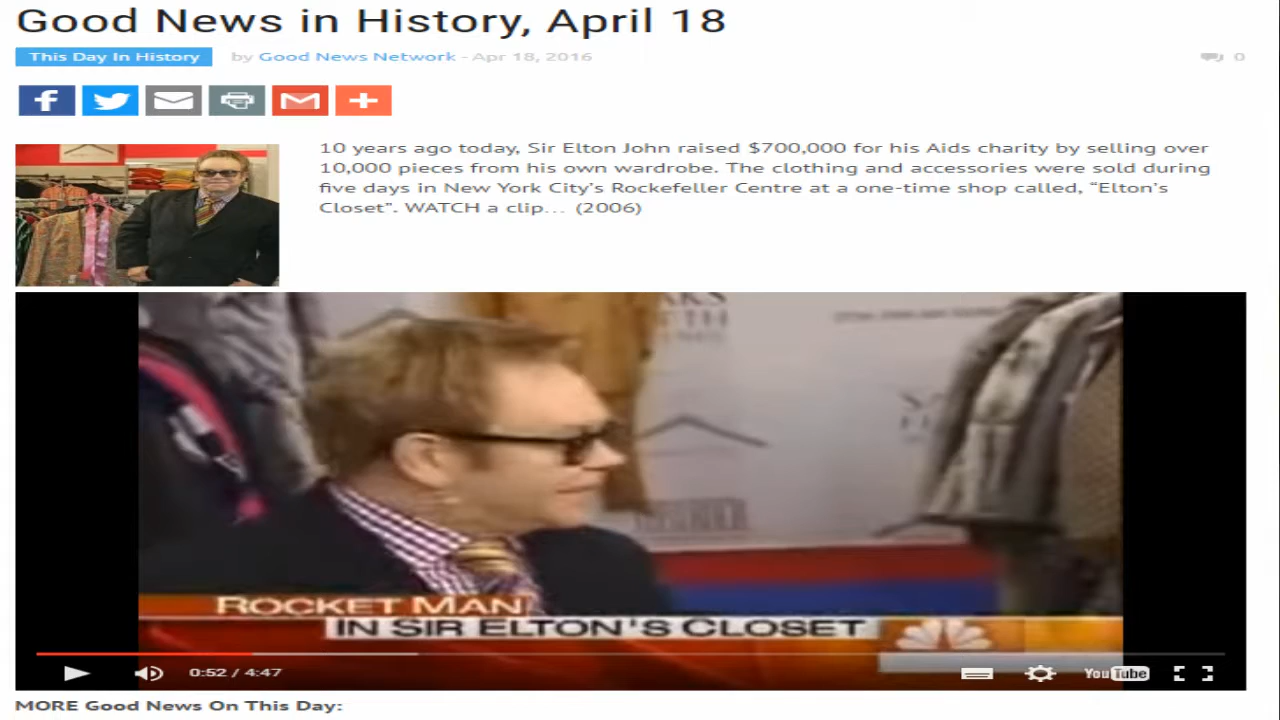 Good News in History, April 18
This Day In History by Good News Network - Apr 18, 2016 0
10 years ago today, Sir Elton John raised $700,000 for his Aids charity by selling over
10,000 pieces from his own wardrobe. The clothing and accessories were sold during
five days in New York City's Rockefeller Centre at a one-time shop called, “Elton's
Closet”. WATCH a clip... (2006)
ROCKET MAN
IN SIR ELTON'S CLOSET
0:52 / 4:47
YouTube
MORE Good News On This Day: